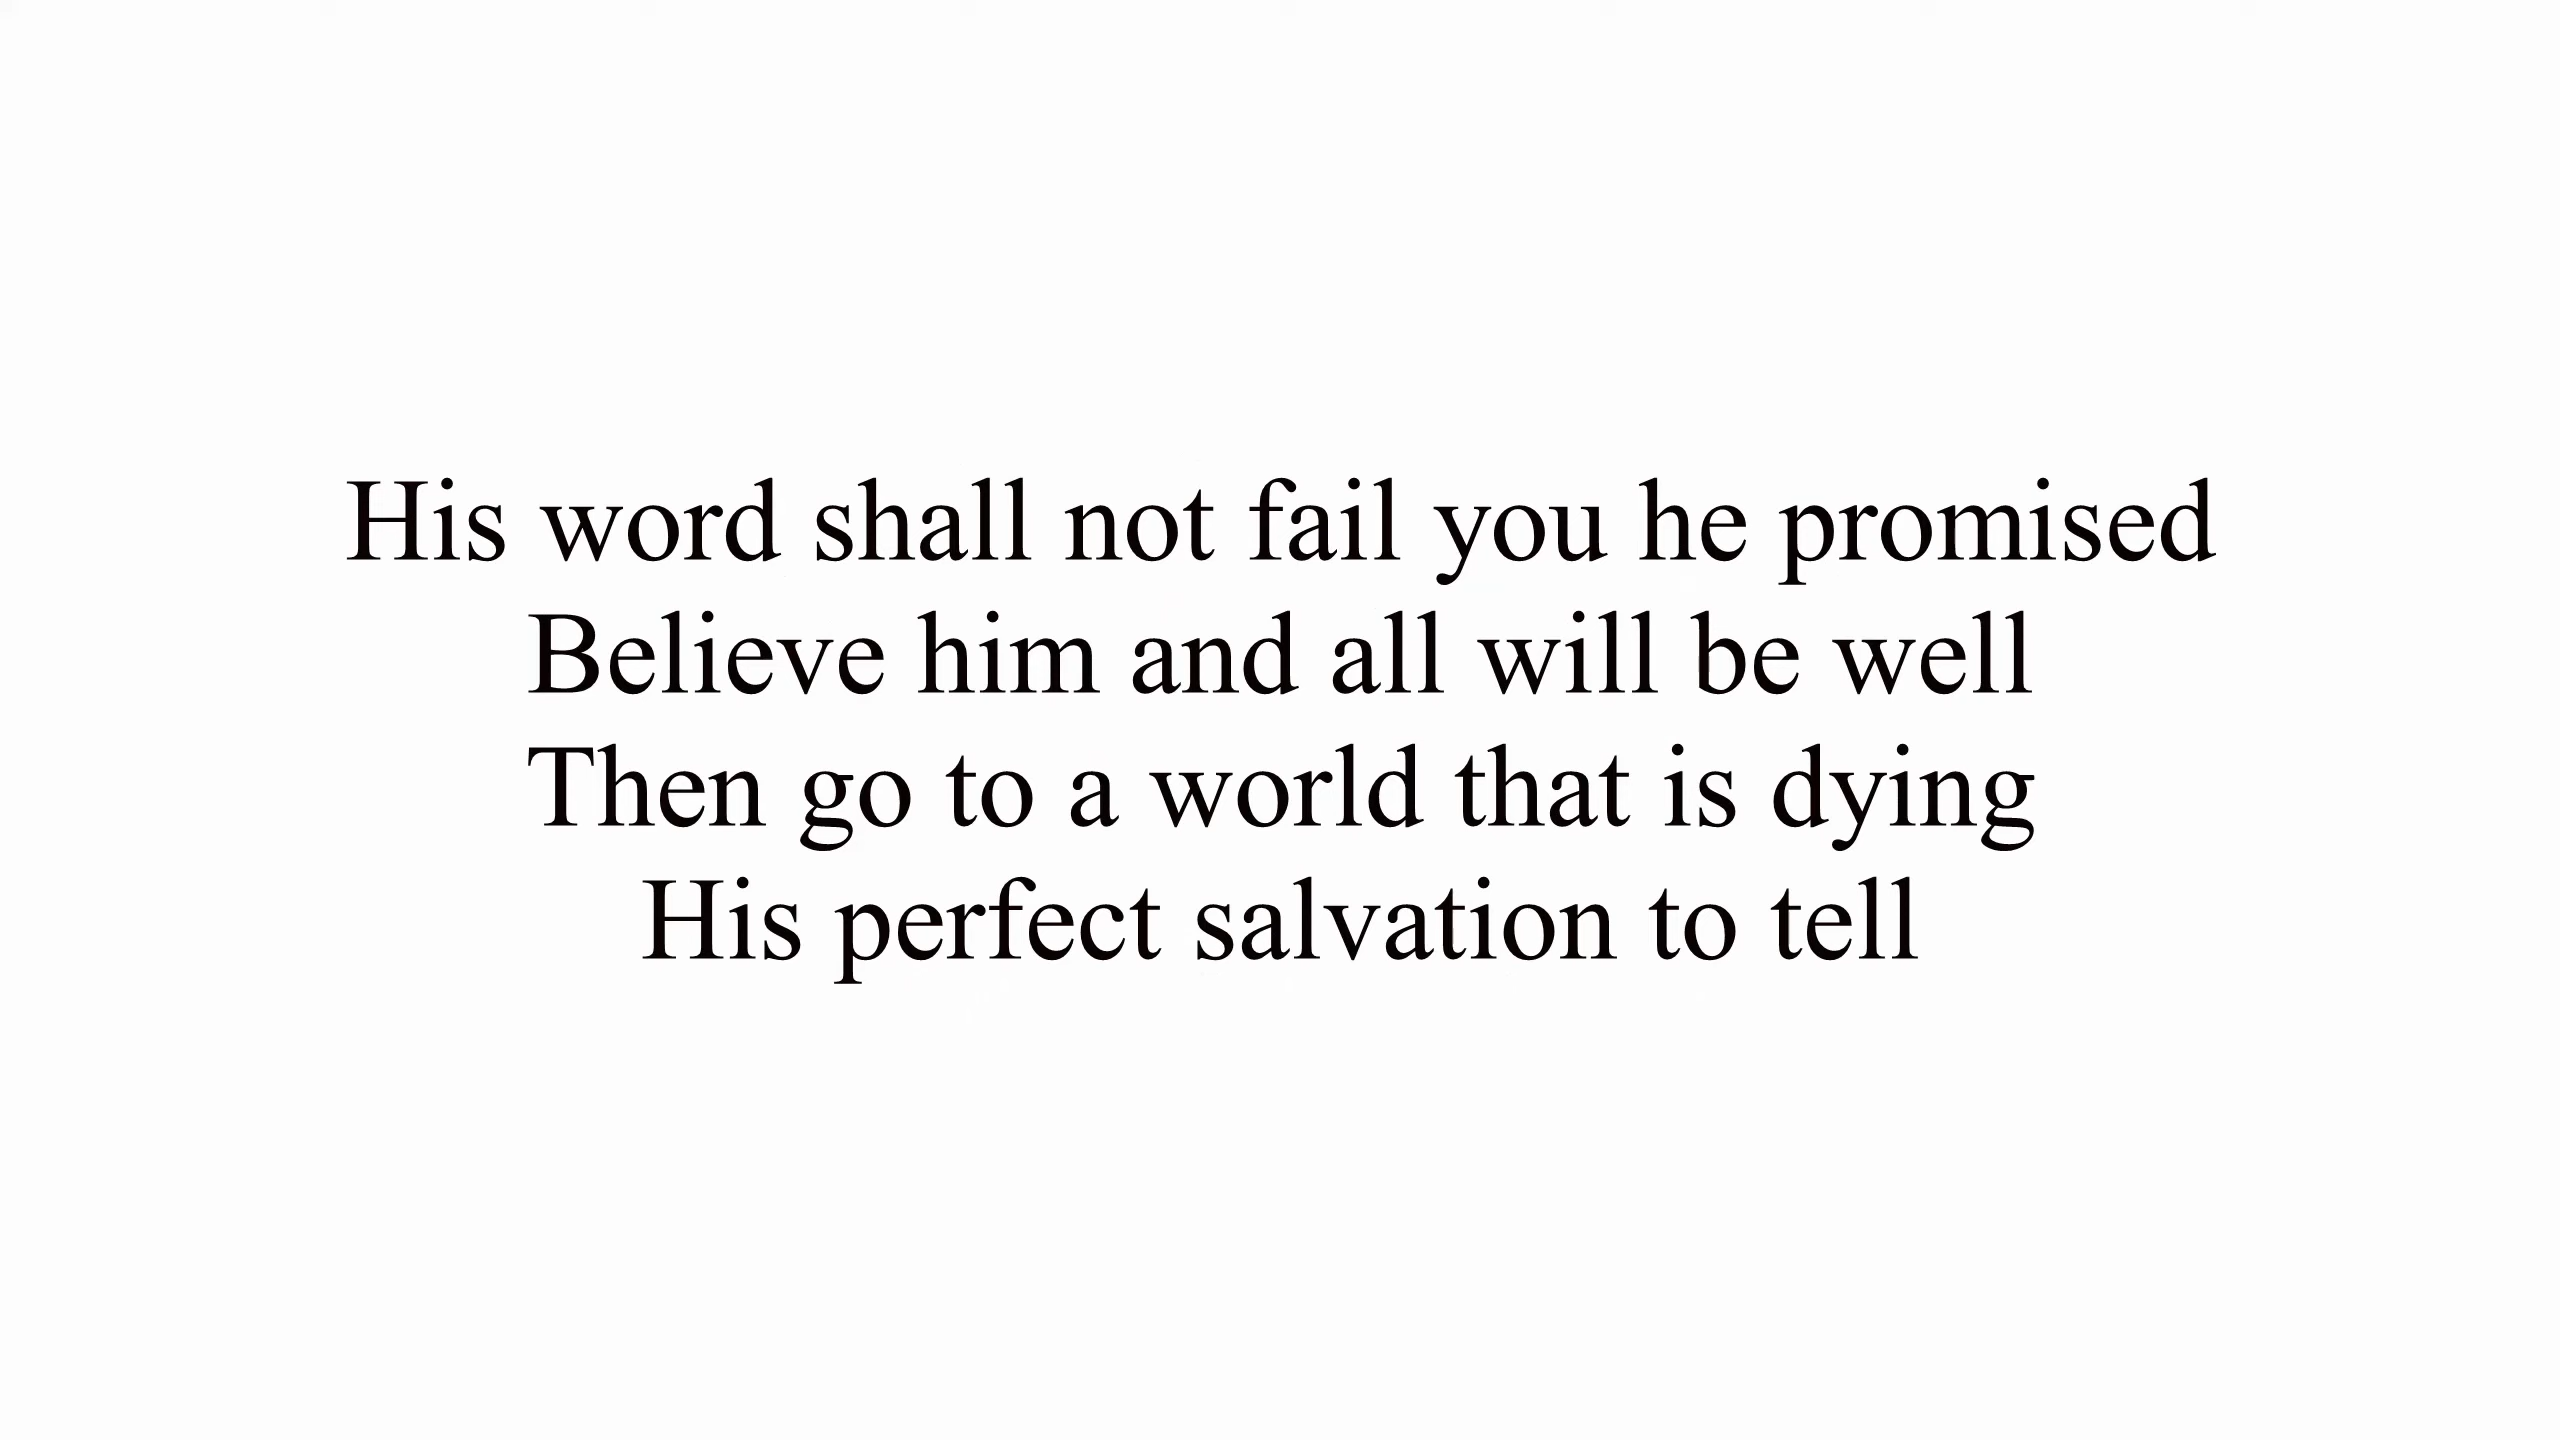 His word shall not fail you he promised
Believe him and all will be well
Then go to a world that is dying
His perfect salvation to tell